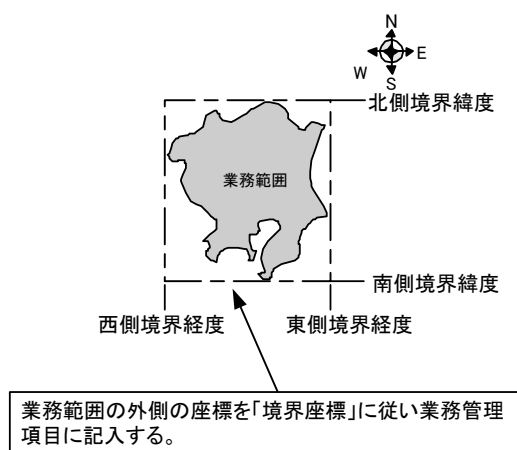 N
W
E
S
北側境界緯度
業務範囲
南側境界緯度
西側境界経度
東側境界経度
業務範囲の外側の座標を「境界座標」に従い業務管理
項目に記入する。